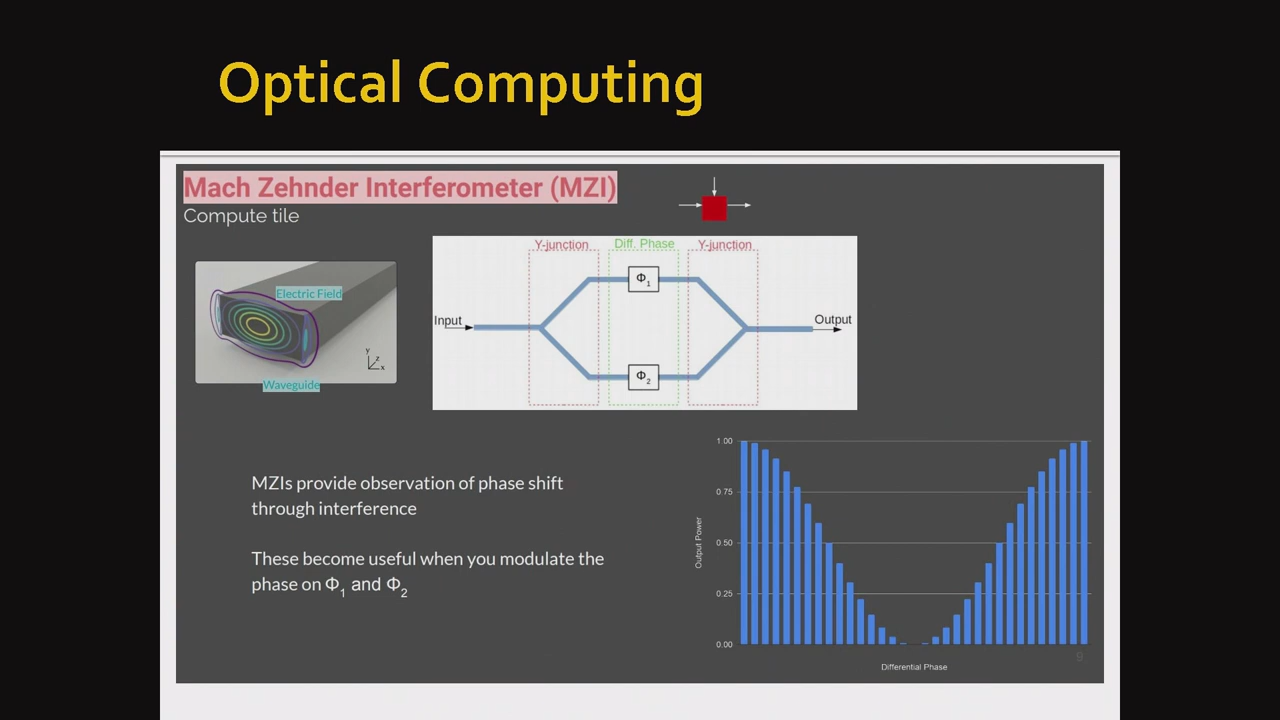 Optical Computing
Mach Zehnder Interferometer (MZI)
Compute tile
Electric Field
Waveguide
y
z
x
Y-junction
Diff. Phase
Y-junction
Φ1
Input
Output
Φ2
MZIs provide observation of phase shift
through interference
These become useful when you modulate the
phase on Φ1 and Φ2
1.00
0.75
0.50
0.25
0.00
Output Power
Differential Phase
9